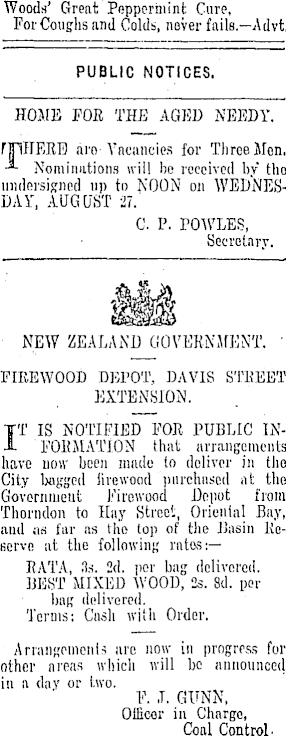 Woods' Great Peppermint Cure,
For Coughs and Colds, never fails.—Advt.
PUBLIC NOTICES.
HOME FOR THE AGED NEEDY.
THERE are Vacancies for Three Men.
Nominations will be received by the
undersigned up to NOON on WEDNES-
DAY, AUGUST 27.
C. P. POWLES,
Secretary.
NEW ZEALAND GOVERNMENT.
FIREWOOD DEPOT, DAVIS STREET
EXTENSION.
IT IS NOTIFIED FOR PUBLIC IN-
FORMATION that arrangements
have now been made to deliver in the
City bagged firewood purchased at the
Government Firewood Depot from
Thorndon to Hay Street, Oriental Bay,
and as far as the top of the Basin Re-
serve at the following rates:—
RATA, 3s. 2d. per bag delivered.
BEST MIXED WOOD, 2s. 8d. per
bag delivered.
Terms: Cash with Order.
Arrangements are now in progress for
other areas which will be announced
in a day or two.
F. J. GUNN,
Officer in Charge,
Coal Control.